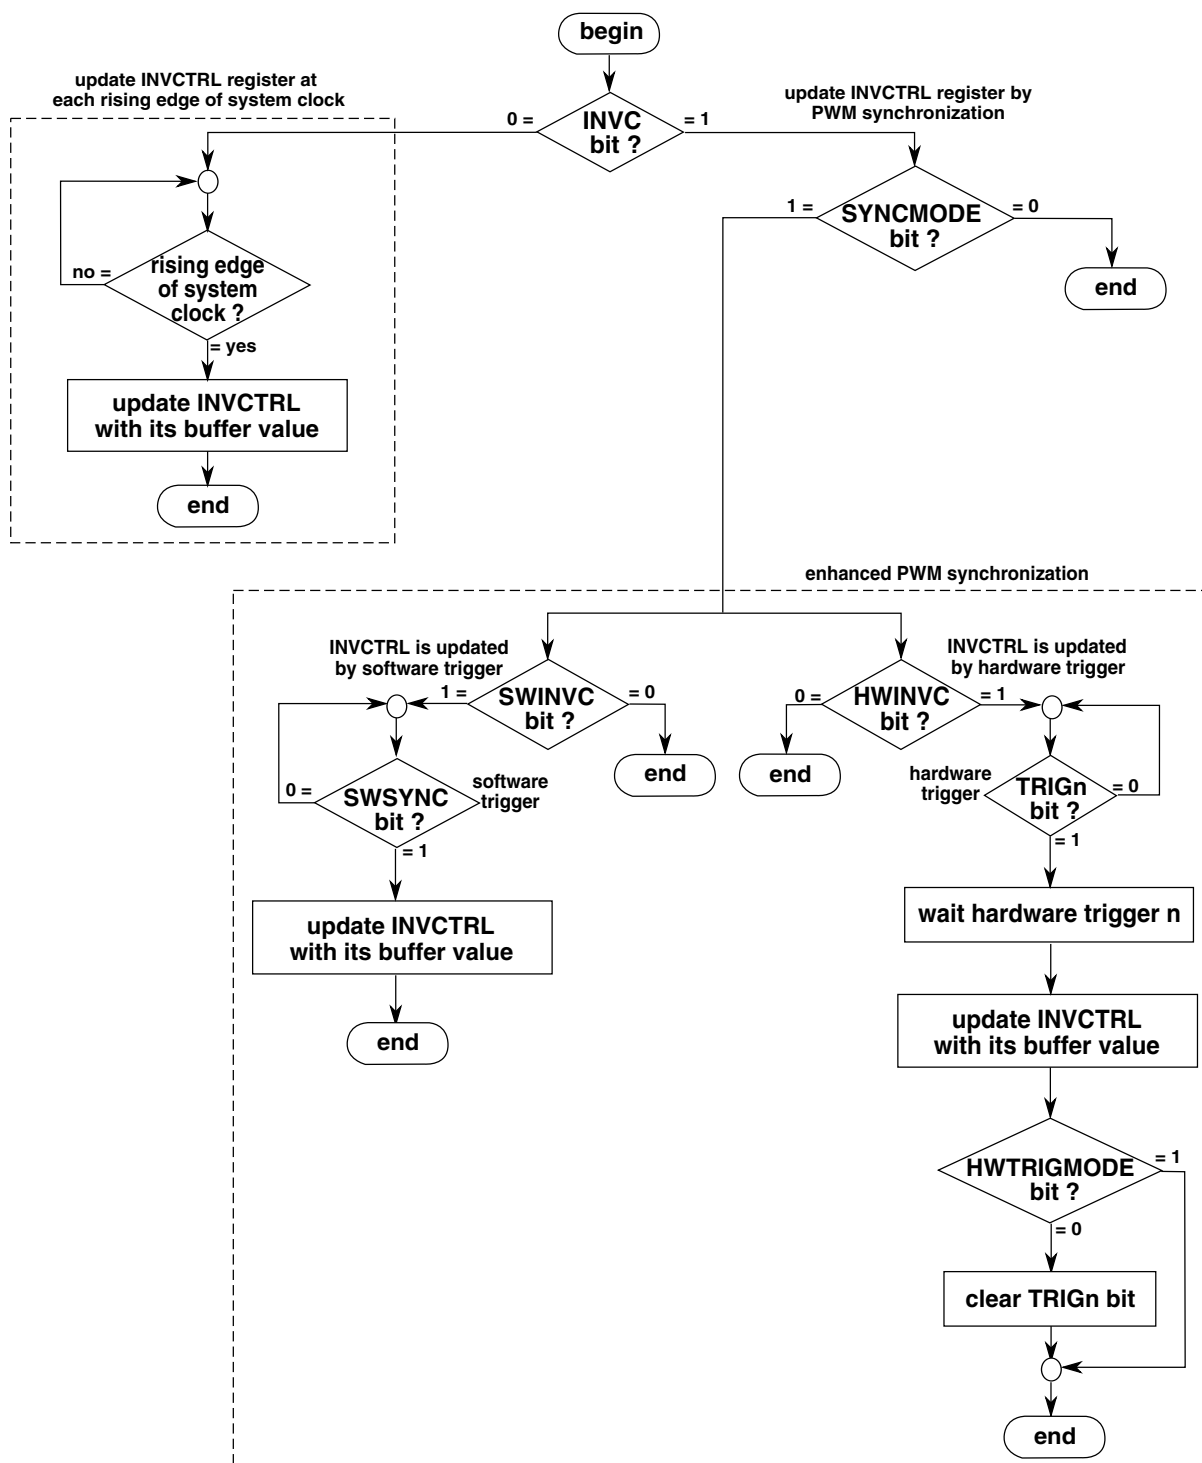 begin
update INVCTRL register at
each rising edge of system clock
update INVCTRL register by
PWM synchronization
0 =
INVC
bit ?
= 1
1 =
SYNCMODE
bit ?
= 0
end
no =
rising edge
of system
clock ?
= yes
update INVCTRL
with its buffer value
end
enhanced PWM synchronization
INVCTRL is updated
by software trigger
INVCTRL is updated
by hardware trigger
1 =
SWINVC
bit ?
= 0
end
0 =
HWINVC
bit ?
= 1
end
0 =
SWSYNC
bit ?
software
trigger
= 1
hardware
trigger
TRIGn
bit ?
= 0
= 1
update INVCTRL
with its buffer value
end
wait hardware trigger n
update INVCTRL
with its buffer value
HWTRIGMODE
bit ?
= 1
= 0
clear TRIGn bit
end